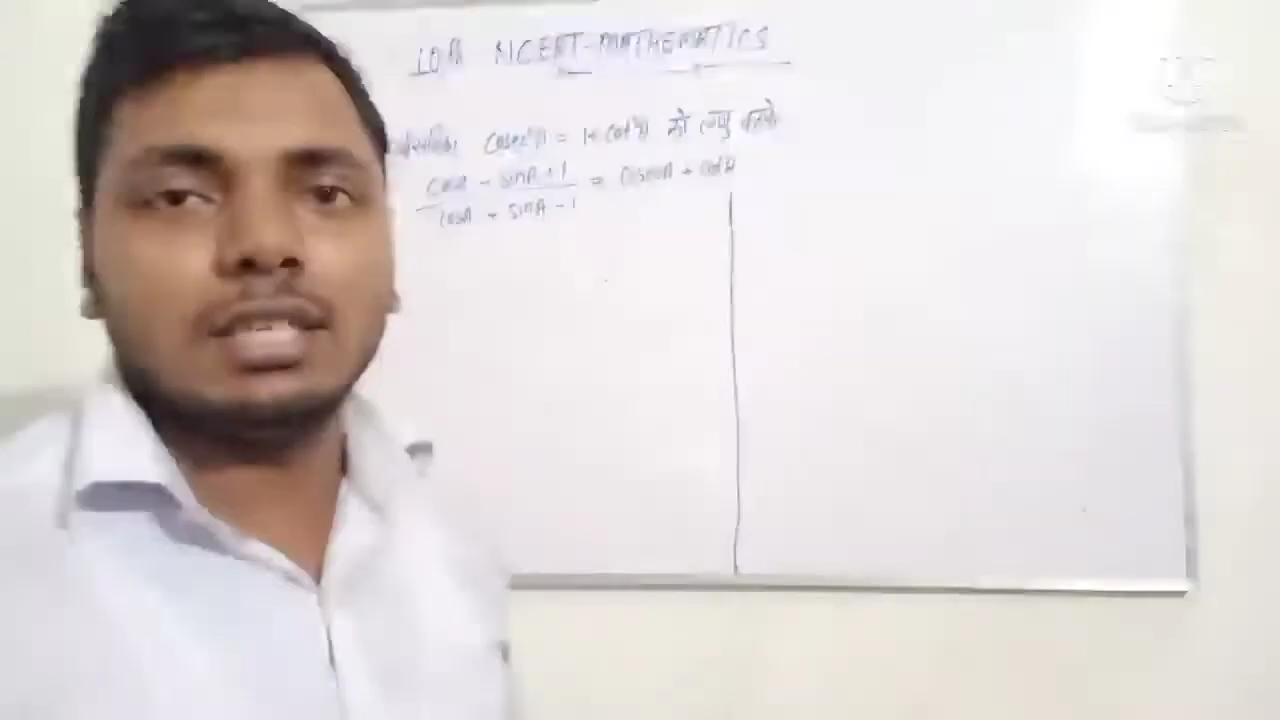 10th NCERT-MATHEMATICS
cosec²A = 1+cot²A को लागू करके
cosA - sinA+1 = cosecA + cotA
cosA + sinA-1